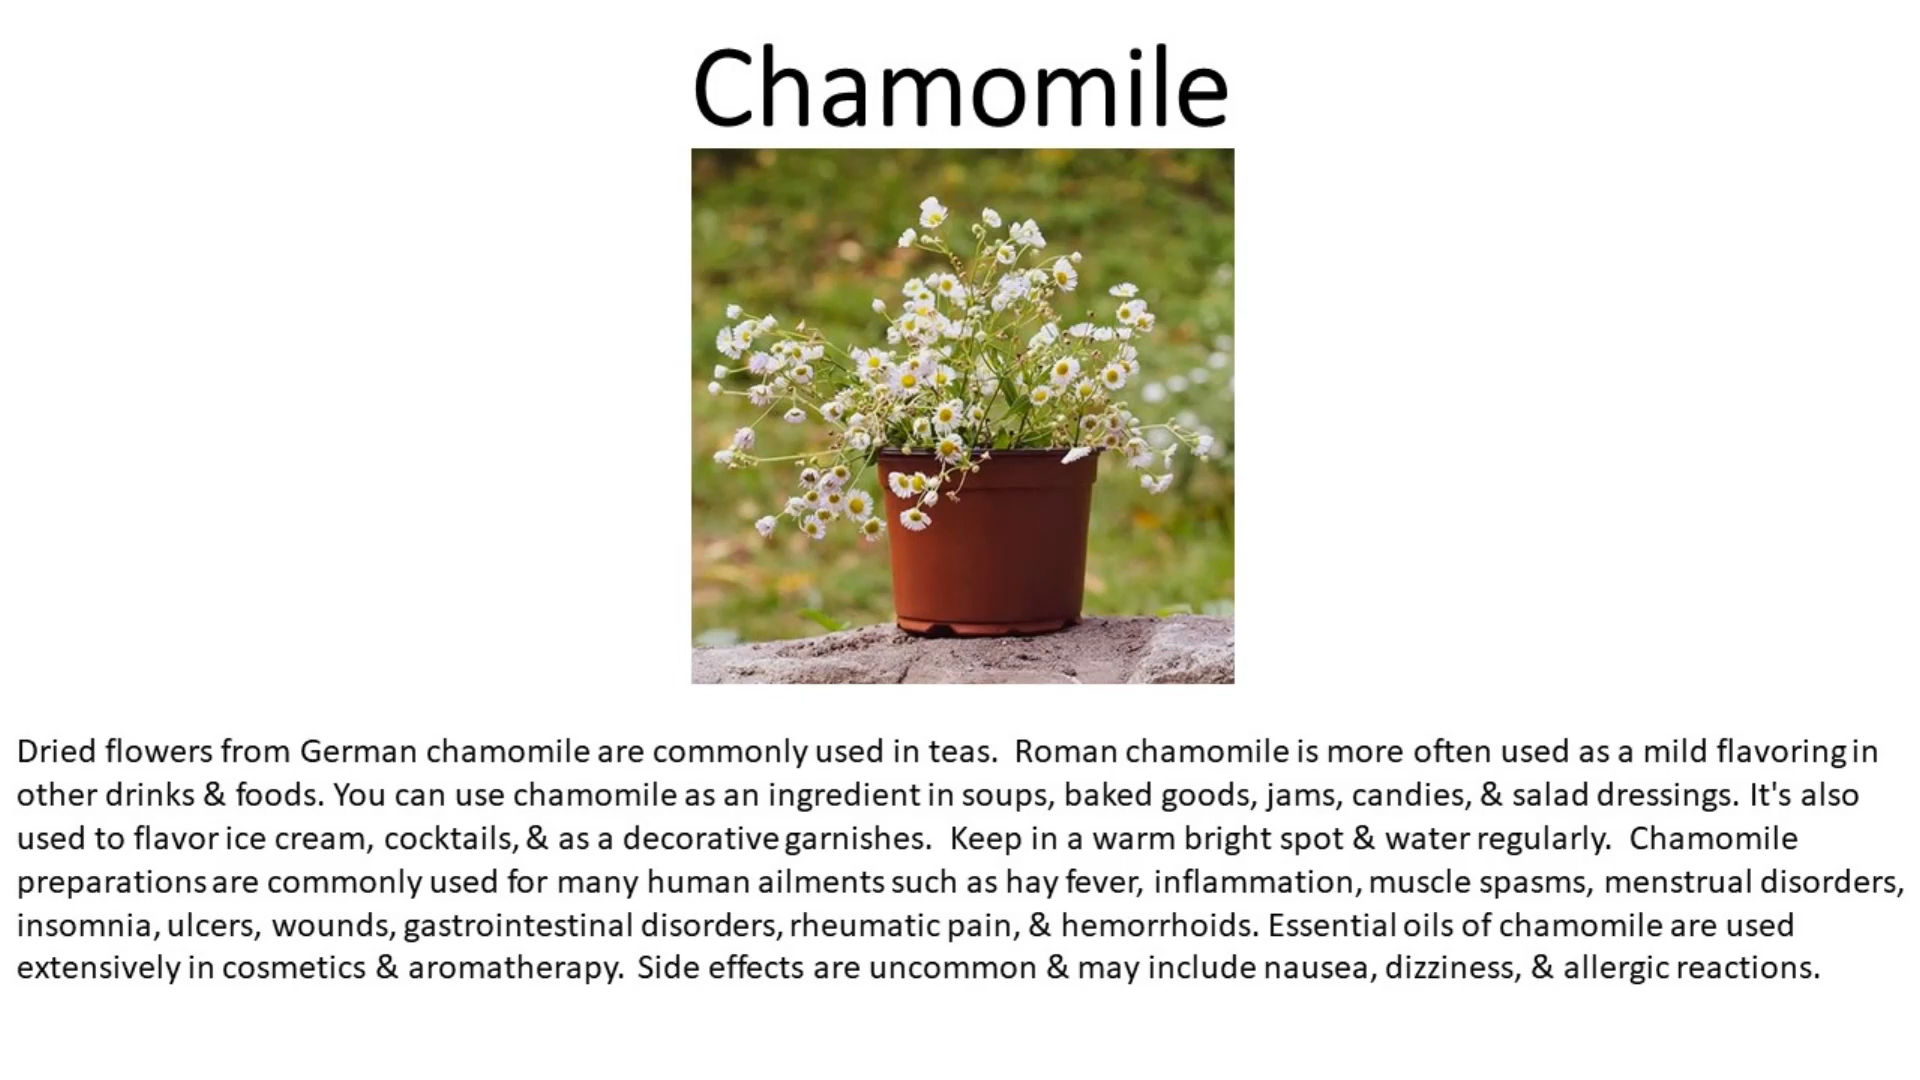 Chamomile
Dried flowers from German chamomile are commonly used in teas.  Roman chamomile is more often used as a mild flavoring in
other drinks & foods. You can use chamomile as an ingredient in soups, baked goods, jams, candies, & salad dressings. It's also
used to flavor ice cream, cocktails, & as a decorative garnishes.  Keep in a warm bright spot & water regularly.  Chamomile
preparations are commonly used for many human ailments such as hay fever, inflammation, muscle spasms, menstrual disorders,
insomnia, ulcers, wounds, gastrointestinal disorders, rheumatic pain, & hemorrhoids. Essential oils of chamomile are used
extensively in cosmetics & aromatherapy.  Side effects are uncommon & may include nausea, dizziness, & allergic reactions.